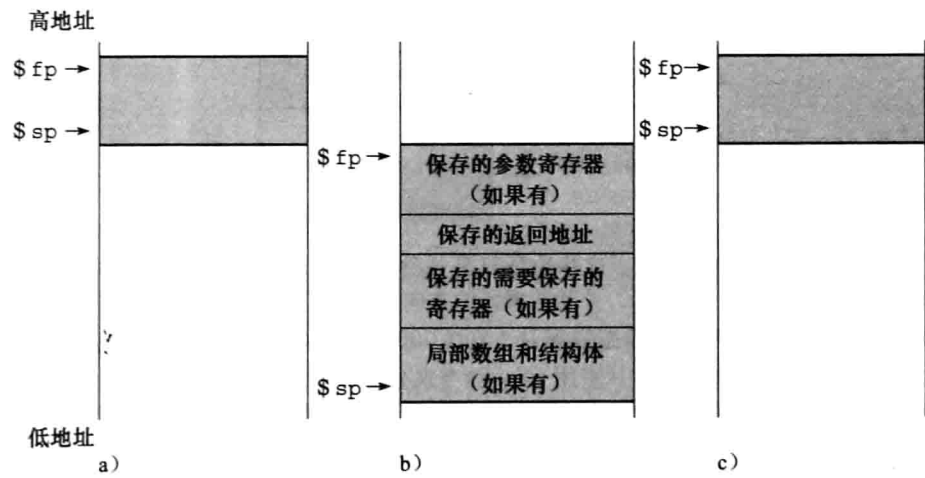 高地址
$fp→
$sp→
$fp→
保存的参数寄存器
（如果有）
保存的返回地址
保存的需要保存的
寄存器（如果有）
局部数组和结构体
（如果有）
$sp→
$fp→
$sp→
低地址
a）
b）
c）